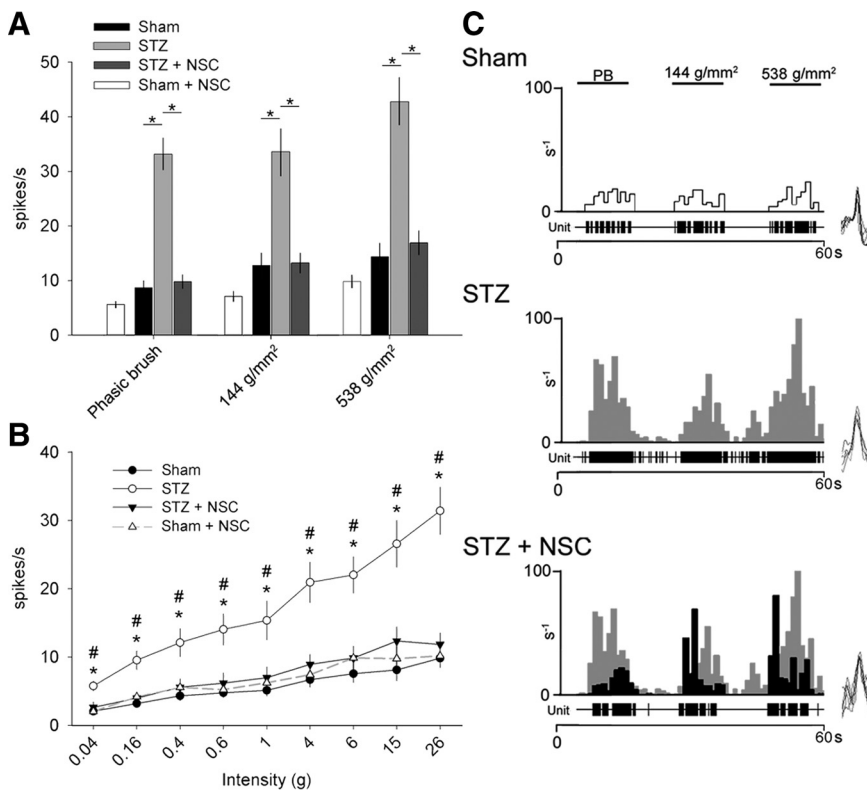 A
Sham
STZ
STZ + NSC
Sham + NSC
50
40
30
20
10
0
spikes/s
* *
* *
* *
Phasic brush
144 g/mm²
538 g/mm²
B
40
30
20
10
0
spikes/s
Sham
STZ
STZ + NSC
Sham + NSC
# # # # # # # # #
* * * * * * * * *
0.04 0.16 0.4 0.6 1 4 6 15 26
Intensity (g)
C
Sham
PB 144 g/mm² 538 g/mm²
100
s⁻¹
0
Unit
0 60 s
STZ
100
s⁻¹
0
Unit
0 60 s
STZ + NSC
100
s⁻¹
0
Unit
0 60 s